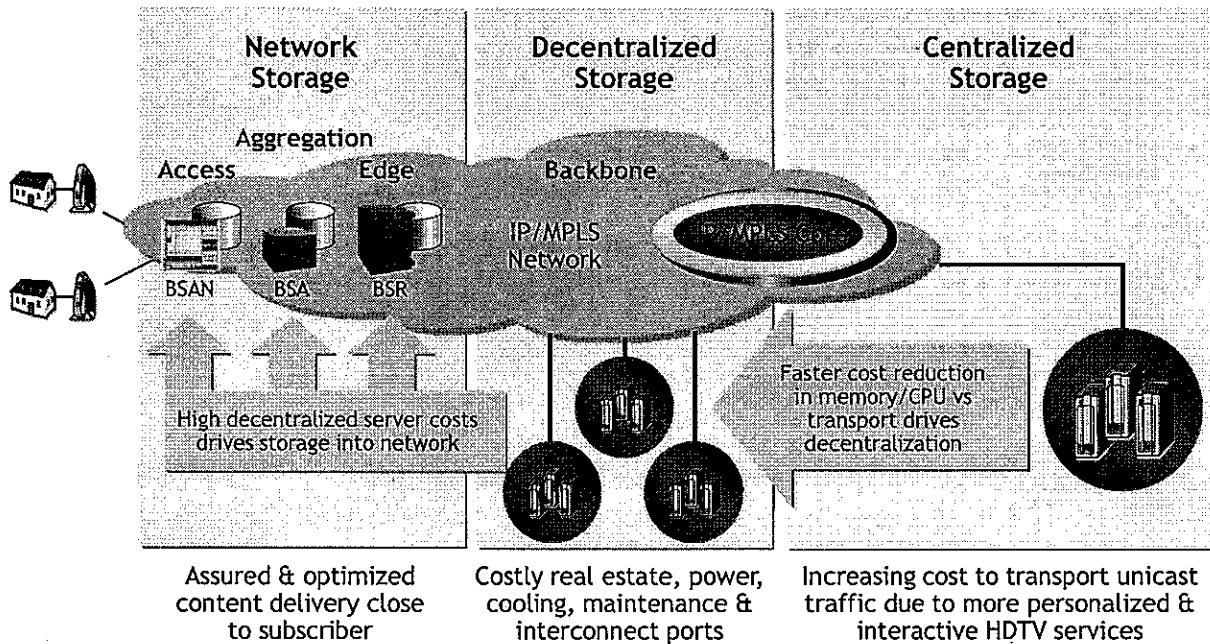 Network
Storage
Decentralized
Storage
Centralized
Storage
Aggregation
Access
Edge
Backbone
IP/MPLS
Network
BSAN
BSA
BSR
High decentralized server costs
drives storage into network
Faster cost reduction
in memory/CPU vs
transport drives
decentralization
Assured & optimized
content delivery close
to subscriber
Costly real estate, power,
cooling, maintenance &
interconnect ports
Increasing cost to transport unicast
traffic due to more personalized &
interactive HDTV services